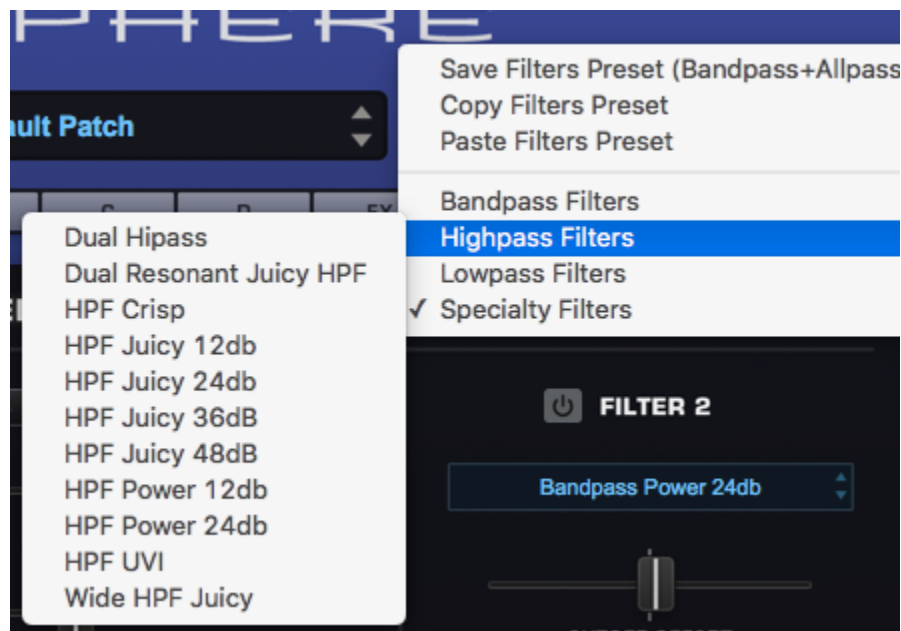 PHERE
Save Filters Preset (Bandpass+Allpass
Copy Filters Preset
Paste Filters Preset
ault Patch
Bandpass Filters
Highpass Filters
Lowpass Filters
✓ Specialty Filters
Dual Hipass
Dual Resonant Juicy HPF
HPF Crisp
HPF Juicy 12db
HPF Juicy 24db
HPF Juicy 36dB
HPF Juicy 48dB
HPF Power 12db
HPF Power 24db
HPF UVI
Wide HPF Juicy
FILTER 2
Bandpass Power 24db